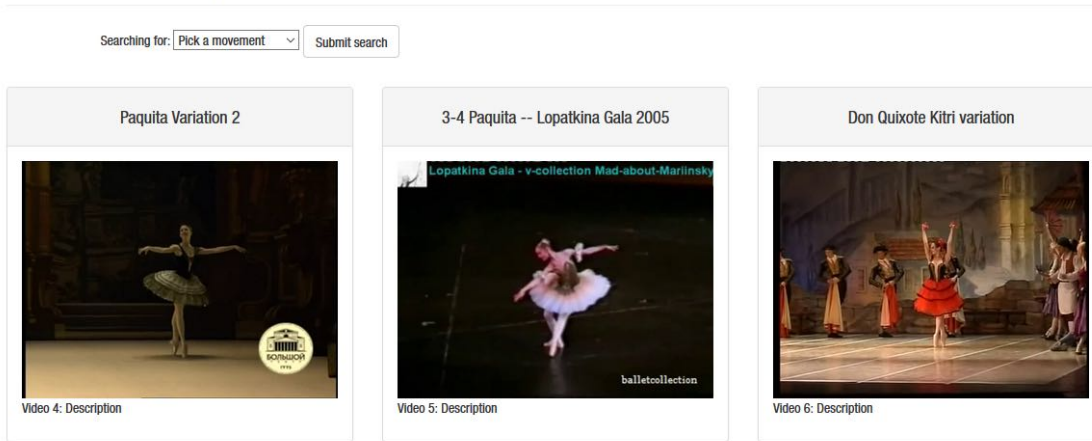 Searching for: Pick a movement Submit search
Paquita Variation 2
3-4 Paquita -- Lopatkina Gala 2005
Don Quixote Kitri variation
Lopatkina Gala - v-collection Mad-about-Mariinsky
БОЛЬШОЙ
1776
balletcollection
Video 4: Description
Video 5: Description
Video 6: Description